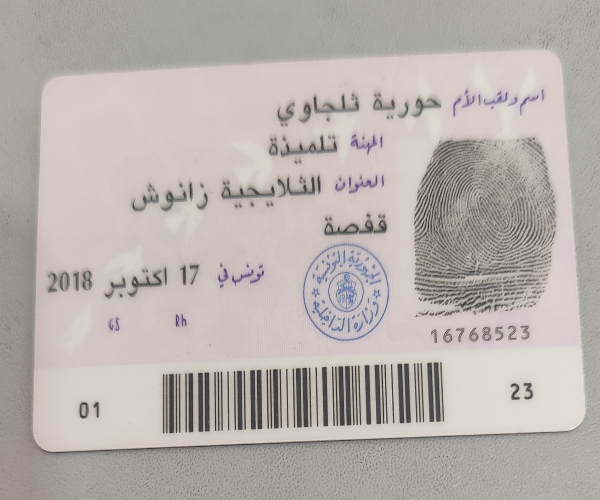 اسم ولقب الأم حورية ثلجاوي
المهنة تلميذة
العنوان الثلايجية زانوش
قفصة
تونس في 17 اكتوبر 2018
GS Rh
الجمهورية التونسية
وزارة الداخلية
16768523
01 23